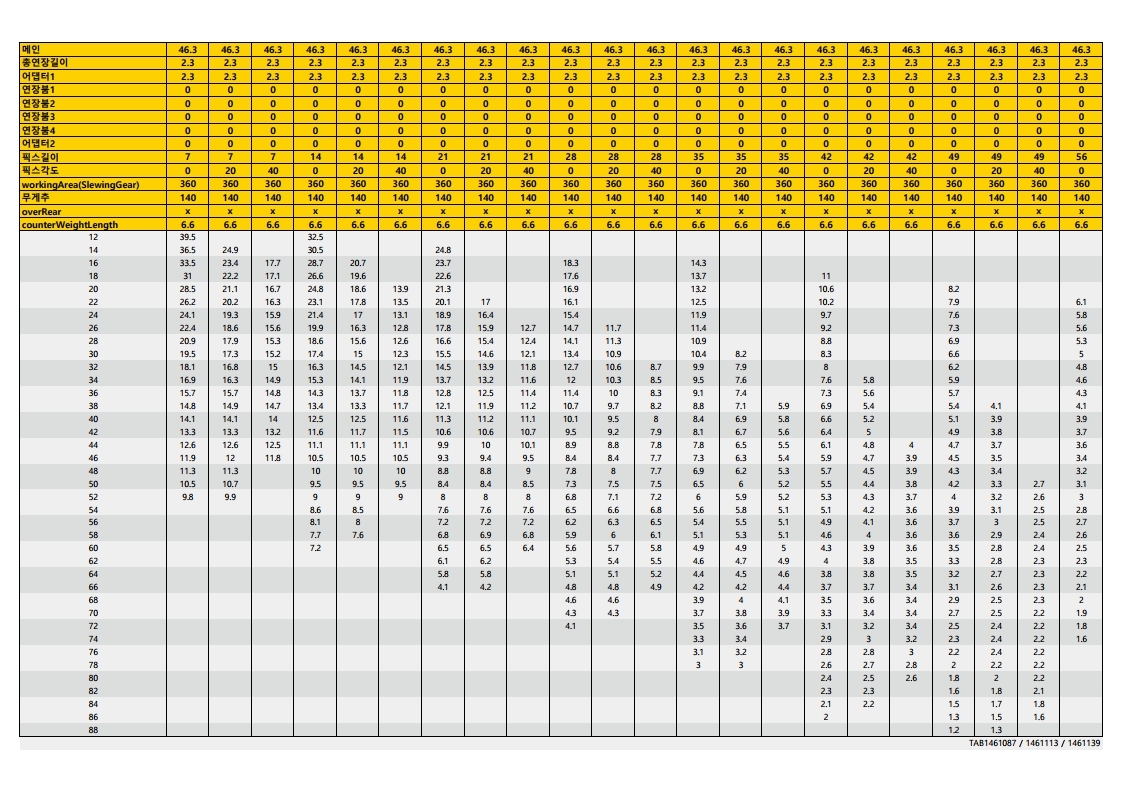 메인 46.3 46.3 46.3 46.3 46.3 46.3 46.3 46.3 46.3 46.3 46.3 46.3 46.3 46.3 46.3 46.3 46.3 46.3 46.3 46.3 46.3 46.3
총연장길이 2.3 2.3 2.3 2.3 2.3 2.3 2.3 2.3 2.3 2.3 2.3 2.3 2.3 2.3 2.3 2.3 2.3 2.3 2.3 2.3 2.3 2.3
어댑터1 2.3 2.3 2.3 2.3 2.3 2.3 2.3 2.3 2.3 2.3 2.3 2.3 2.3 2.3 2.3 2.3 2.3 2.3 2.3 2.3 2.3 2.3
연장붐1 0 0 0 0 0 0 0 0 0 0 0 0 0 0 0 0 0 0 0 0 0 0
연장붐2 0 0 0 0 0 0 0 0 0 0 0 0 0 0 0 0 0 0 0 0 0 0
연장붐3 0 0 0 0 0 0 0 0 0 0 0 0 0 0 0 0 0 0 0 0 0 0
연장붐4 0 0 0 0 0 0 0 0 0 0 0 0 0 0 0 0 0 0 0 0 0 0
어댑터2 0 0 0 0 0 0 0 0 0 0 0 0 0 0 0 0 0 0 0 0 0 0
픽스길이 7 7 7 14 14 14 21 21 21 28 28 28 35 35 35 42 42 42 49 49 49 56
픽스각도 0 20 40 0 20 40 0 20 40 0 20 40 0 20 40 0 20 40 0 20 40 0
workingArea(SlewingGear) 360 360 360 360 360 360 360 360 360 360 360 360 360 360 360 360 360 360 360 360 360 360
무게추 140 140 140 140 140 140 140 140 140 140 140 140 140 140 140 140 140 140 140 140 140 140
overRear x x x x x x x x x x x x x x x x x x x x x x
counterWeightLength 6.6 6.6 6.6 6.6 6.6 6.6 6.6 6.6 6.6 6.6 6.6 6.6 6.6 6.6 6.6 6.6 6.6 6.6 6.6 6.6 6.6 6.6
12 39.5 32.5
14 36.5 24.9 30.5 24.8
16 33.5 23.4 17.7 28.7 20.7 23.7 18.3 14.3
18 31 22.2 17.1 26.6 19.6 22.6 17.6 13.7 11
20 28.5 21.1 16.7 24.8 18.6 13.9 21.3 16.9 13.2 10.6 8.2
22 26.2 20.2 16.3 23.1 17.8 13.5 20.1 17 16.1 12.5 10.2 7.9 6.1
24 24.1 19.3 15.9 21.4 17 13.1 18.9 16.4 15.4 11.9 9.7 7.6 5.8
26 22.4 18.6 15.6 19.9 16.3 12.8 17.8 15.9 12.7 14.7 11.7 11.4 9.2 7.3 5.6
28 20.9 17.9 15.3 18.6 15.6 12.6 16.6 15.4 12.4 14.1 11.3 10.9 8.8 6.9 5.3
30 19.5 17.3 15.2 17.4 15 12.3 15.5 14.6 12.1 13.4 10.9 10.4 8.2 8.3 6.6 5
32 18.1 16.8 15 16.3 14.5 12.1 14.5 13.9 11.8 12.7 10.6 8.7 9.9 7.9 8 6.2 4.8
34 16.9 16.3 14.9 15.3 14.1 11.9 13.7 13.2 11.6 12 10.3 8.5 9.5 7.6 7.6 5.8 5.9 4.6
36 15.7 15.7 14.8 14.3 13.7 11.8 12.8 12.5 11.4 11.4 10 8.3 9.1 7.4 7.3 5.6 5.7 4.3
38 14.8 14.9 14.7 13.4 13.3 11.7 12.1 11.9 11.2 10.7 9.7 8.2 8.8 7.1 5.9 6.9 5.4 5.4 4.1 4.1
40 14.1 14.1 14 12.5 12.5 11.6 11.3 11.2 11.1 10.1 9.5 8 8.4 6.9 5.8 6.6 5.2 5.1 3.9 3.9
42 13.3 13.3 13.2 11.6 11.7 11.5 10.6 10.6 10.7 9.5 9.2 7.9 8.1 6.7 5.6 6.4 5 4.9 3.8 3.7
44 12.6 12.6 12.5 11.1 11.1 11.1 9.9 10 10.1 8.9 8.8 7.8 7.8 6.5 5.5 6.1 4.8 4 4.7 3.7 3.6
46 11.9 12 11.8 10.5 10.5 10.5 9.3 9.4 9.5 8.4 8.4 7.7 7.3 6.3 5.4 5.9 4.7 3.9 4.5 3.5 3.4
48 11.3 11.3 10 10 10 8.8 8.8 9 7.8 8 7.7 6.9 6.2 5.3 5.7 4.5 3.9 4.3 3.4 3.2
50 10.5 10.7 9.5 9.5 9.5 8.4 8.4 8.5 7.3 7.5 7.5 6.5 6 5.2 5.5 4.4 3.8 4.2 3.3 2.7 3.1
52 9.8 9.9 9 9 9 8 8 8 6.8 7.1 7.2 6 5.9 5.2 5.3 4.3 3.7 4 3.2 2.6 3
54 8.6 8.5 7.6 7.6 7.6 6.5 6.6 6.8 5.6 5.8 5.1 5.1 4.2 3.6 3.9 3.1 2.5 2.8
56 8.1 8 7.2 7.2 7.2 6.2 6.3 6.5 5.4 5.5 5.1 4.9 4.1 3.6 3.7 3 2.5 2.7
58 7.7 7.6 6.8 6.9 6.8 5.9 6 6.1 5.1 5.3 5.1 4.6 4 3.6 3.6 2.9 2.4 2.6
60 7.2 6.5 6.5 6.4 5.6 5.7 5.8 4.9 4.9 5 4.3 3.9 3.6 3.5 2.8 2.4 2.5
62 6.1 6.2 5.3 5.4 5.5 4.6 4.7 4.9 4 3.8 3.5 3.3 2.8 2.3 2.3
64 5.8 5.8 5.1 5.1 5.2 4.4 4.5 4.6 3.8 3.8 3.5 3.2 2.7 2.3 2.2
66 4.1 4.2 4.8 4.8 4.9 4.2 4.2 4.4 3.7 3.7 3.4 3.1 2.6 2.3 2.1
68 4.6 4.6 3.9 4 4.1 3.5 3.6 3.4 2.9 2.5 2.3 2
70 4.3 4.3 3.7 3.8 3.9 3.3 3.4 3.4 2.7 2.5 2.2 1.9
72 4.1 3.5 3.6 3.7 3.1 3.2 3.4 2.5 2.4 2.2 1.8
74 3.3 3.4 2.9 3 3.2 2.3 2.4 2.2 1.6
76 3.1 3.2 2.8 2.8 3 2.2 2.4 2.2
78 3 3 2.6 2.7 2.8 2 2.2 2.2
80 2.4 2.5 2.6 1.8 2 2.2
82 2.3 2.3 1.6 1.8 2.1
84 2.1 2.2 1.5 1.7 1.8
86 2 1.3 1.5 1.6
88 1.2 1.3
TAB1461087 / 1461113 / 1461139